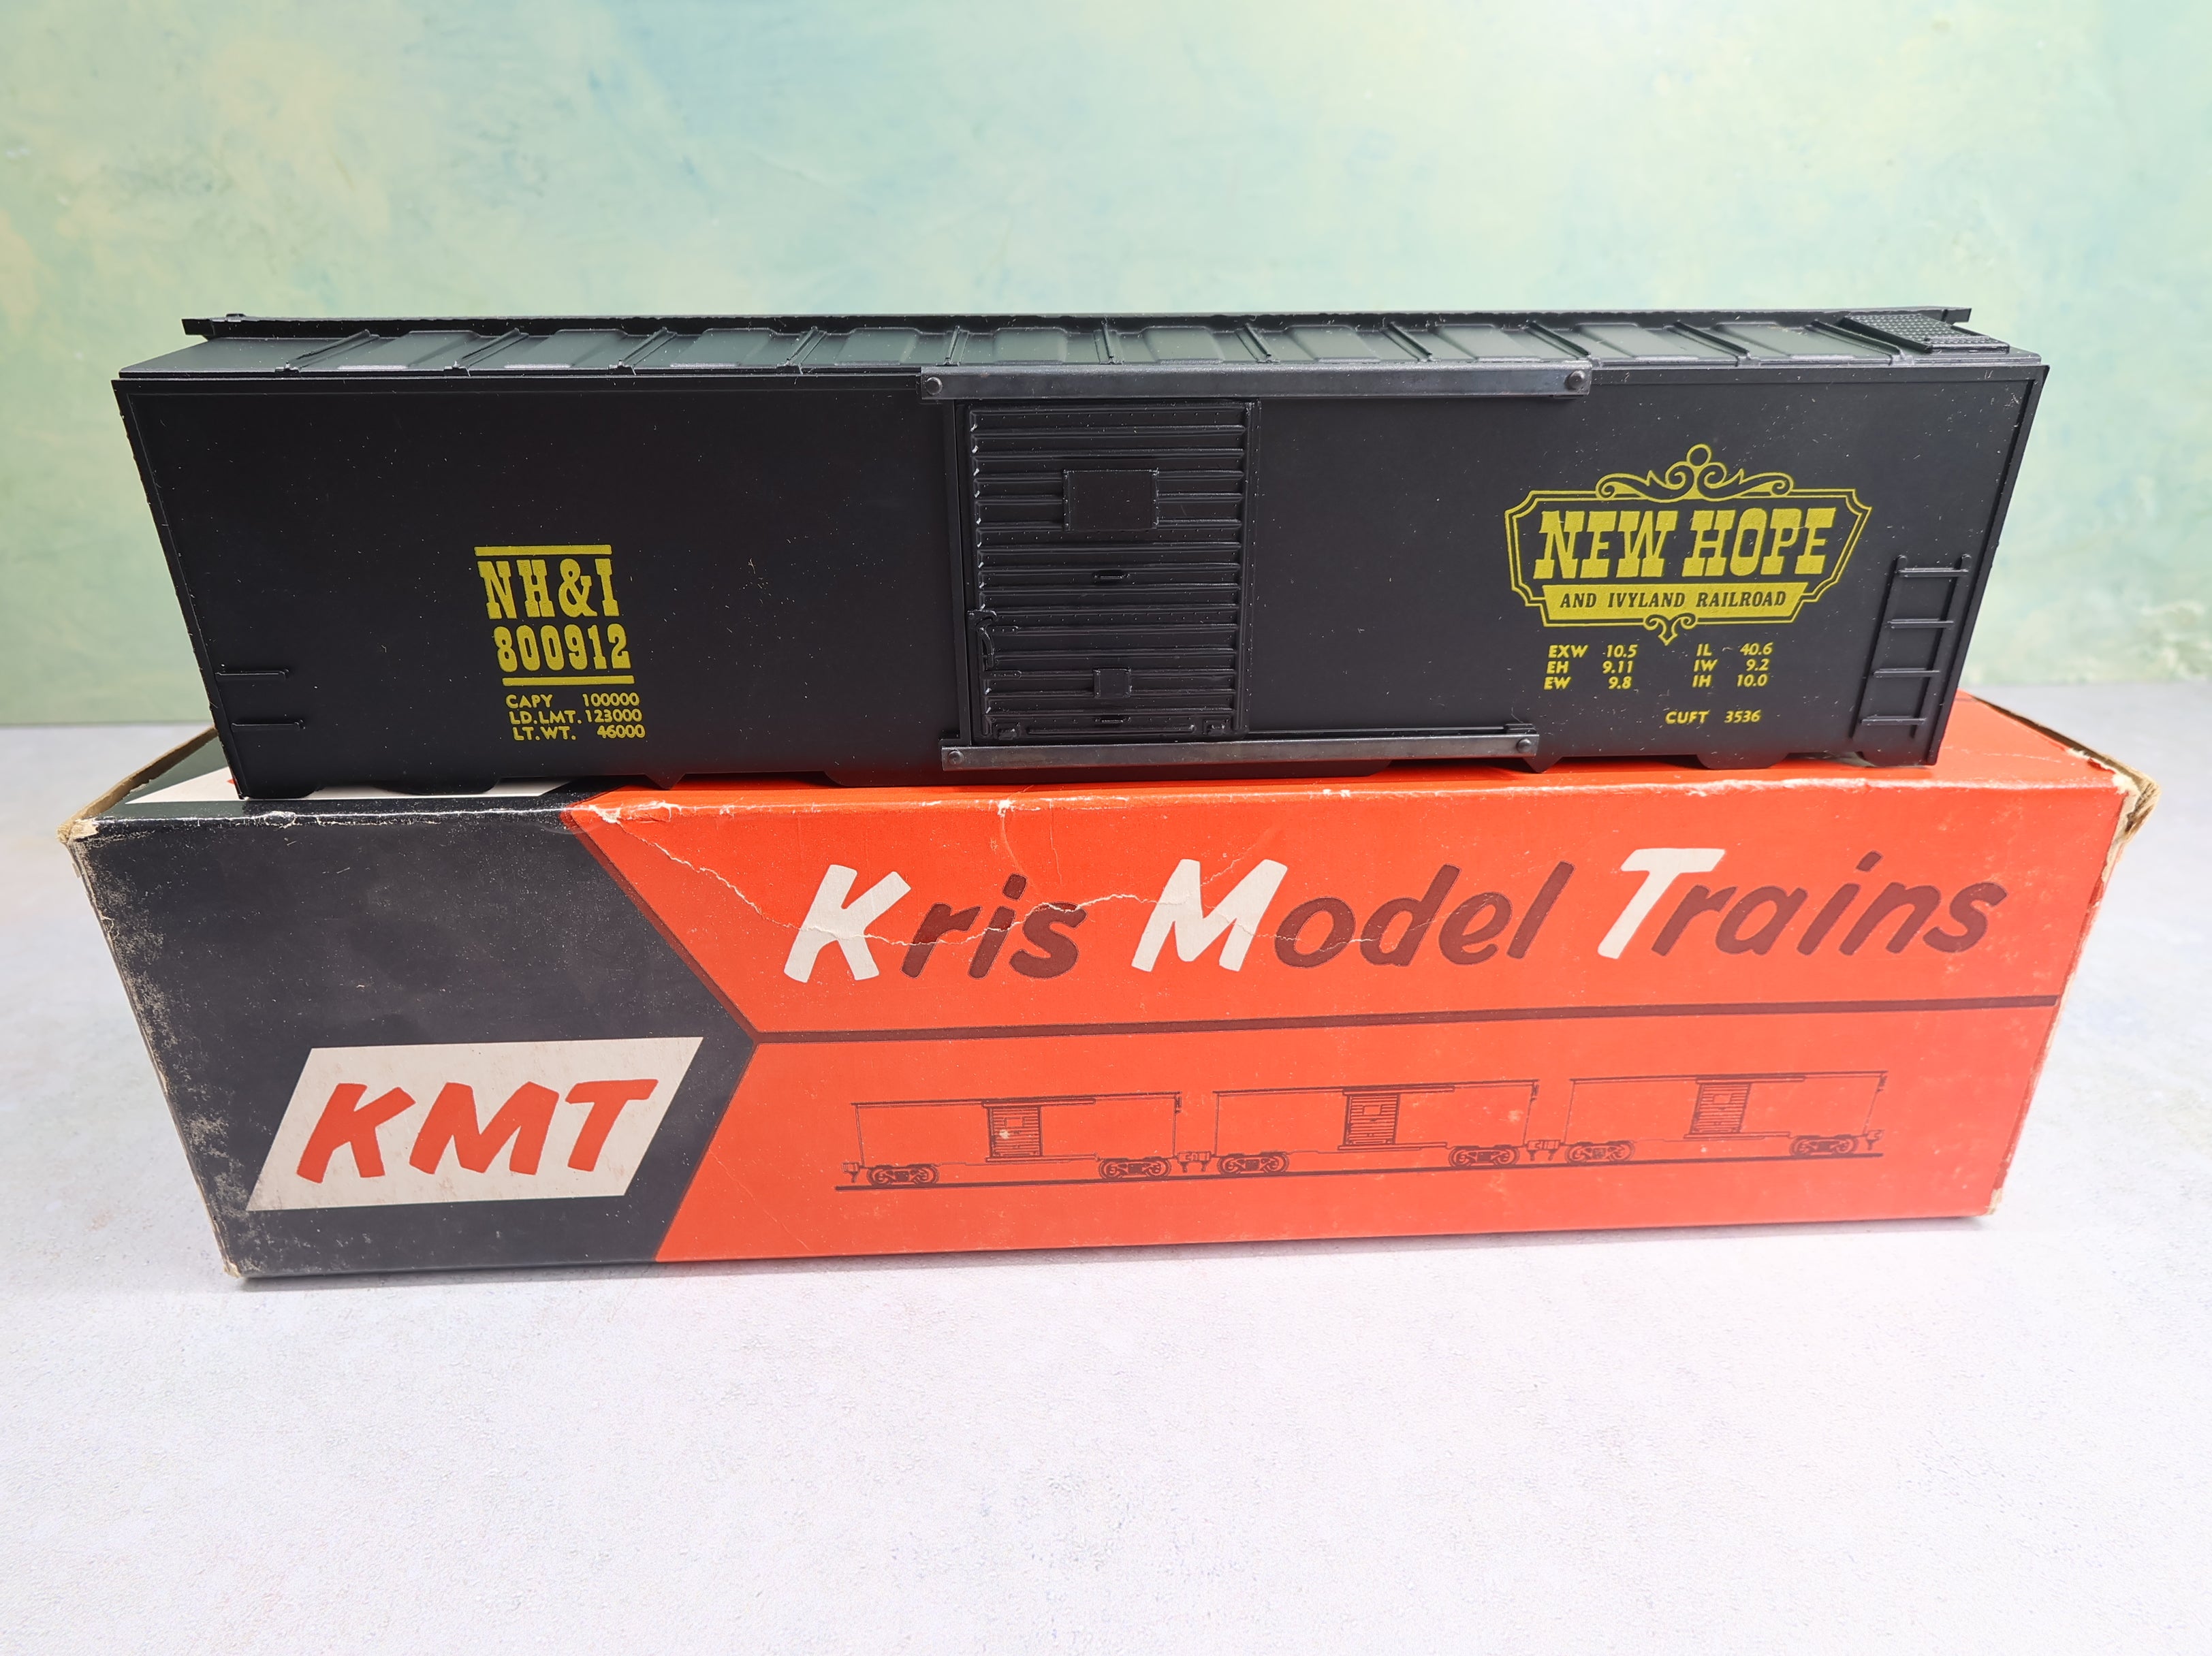 NH&I
800912
CAPY 100000
LD.LMT. 123000
LT.WT. 46000
NEW HOPE
AND IVYLAND RAILROAD
EXW 10.5 IL 40.6
EH 9.11 IW 9.2
EW 9.8 IH 10.0
CUFT 3536
Kris Model Trains
KMT